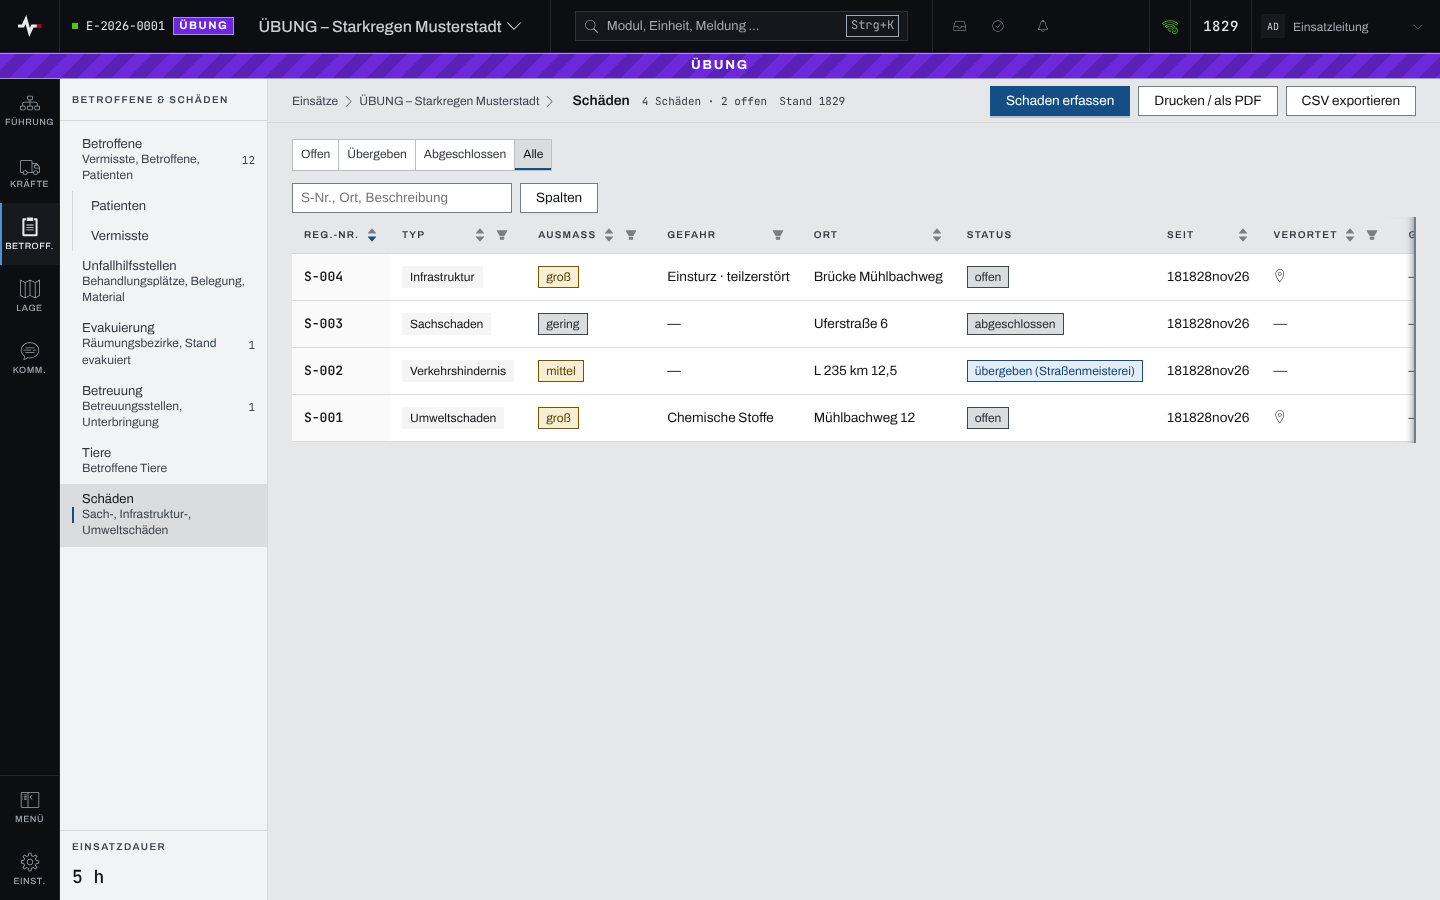 E-2026-0001 ÜBUNG ÜBUNG – Starkregen Musterstadt Modul, Einheit, Meldung ... Strg+K 1829 AD Einsatzleitung
ÜBUNG
FÜHRUNG
KRÄFTE
BETROFF.
LAGE
KOMM.
MENÜ
EINST.
BETROFFENE & SCHÄDEN
Betroffene
Vermisste, Betroffene, 12
Patienten
Patienten
Vermisste
Unfallhilfsstellen
Behandlungsplätze, Belegung,
Material
Evakuierung
Räumungsbezirke, Stand 1
evakuiert
Betreuung
Betreuungsstellen, 1
Unterbringung
Tiere
Betroffene Tiere
Schäden
Sach-, Infrastruktur-,
Umweltschäden
EINSATZDAUER
5 h
Einsätze ÜBUNG – Starkregen Musterstadt Schäden 4 Schäden · 2 offen Stand 1829 Schaden erfassen Drucken / als PDF CSV exportieren
Offen Übergeben Abgeschlossen Alle
S-Nr., Ort, Beschreibung Spalten
REG.-NR. TYP AUSMASS GEFAHR ORT STATUS SEIT VERORTET
S-004 Infrastruktur groß Einsturz · teilzerstört Brücke Mühlbachweg offen 181828nov26
S-003 Sachschaden gering — Uferstraße 6 abgeschlossen 181828nov26 —
S-002 Verkehrshindernis mittel — L 235 km 12,5 übergeben (Straßenmeisterei) 181828nov26 —
S-001 Umweltschaden groß Chemische Stoffe Mühlbachweg 12 offen 181828nov26